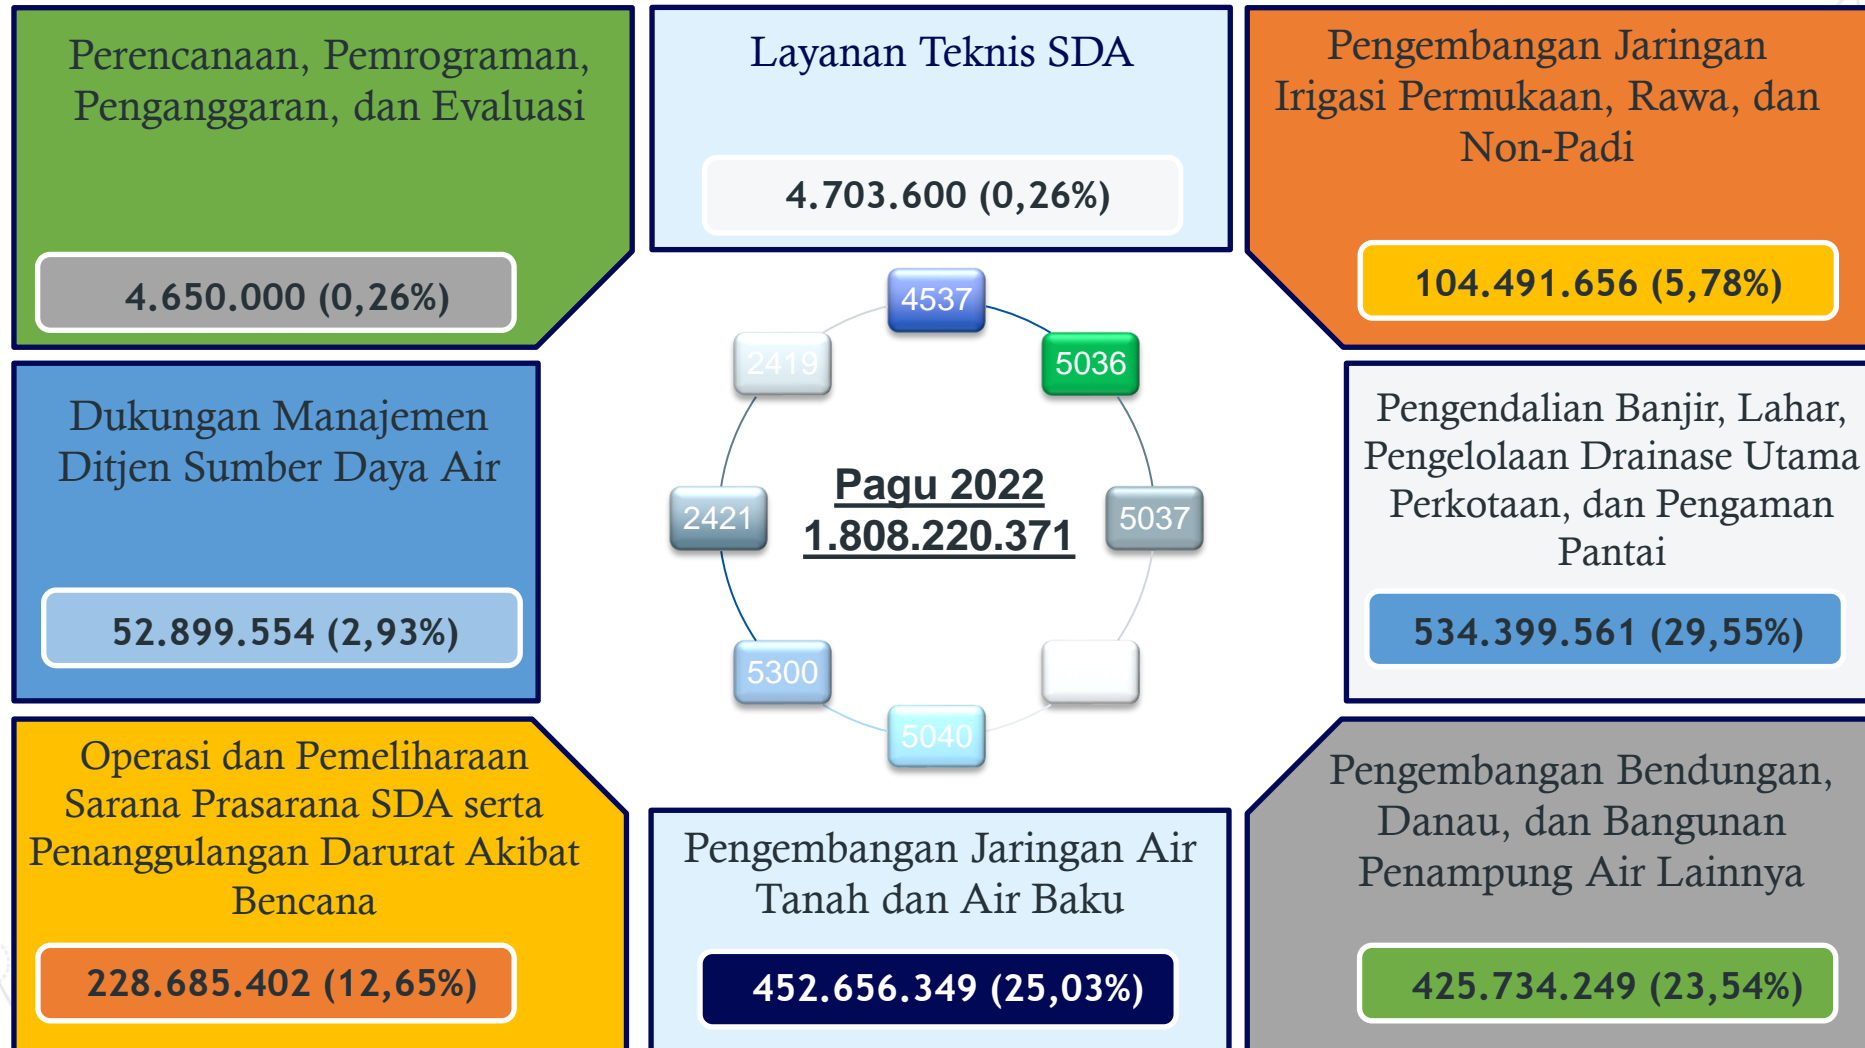 Perencanaan, Pemrograman,
Penganggaran, dan Evaluasi
4.650.000 (0,26%)
Layanan Teknis SDA
4.703.600 (0,26%)
Pengembangan Jaringan
Irigasi Permukaan, Rawa, dan
Non-Padi
104.491.656 (5,78%)
Dukungan Manajemen
Ditjen Sumber Daya Air
52.899.554 (2,93%)
4537
2419
5036
2421
Pagu 2022
1.808.220.371
5037
5300
5040
Pengendalian Banjir, Lahar,
Pengelolaan Drainase Utama
Perkotaan, dan Pengaman
Pantai
534.399.561 (29,55%)
Operasi dan Pemeliharaan
Sarana Prasarana SDA serta
Penanggulangan Darurat Akibat
Bencana
228.685.402 (12,65%)
Pengembangan Jaringan Air
Tanah dan Air Baku
452.656.349 (25,03%)
Pengembangan Bendungan,
Danau, dan Bangunan
Penampung Air Lainnya
425.734.249 (23,54%)